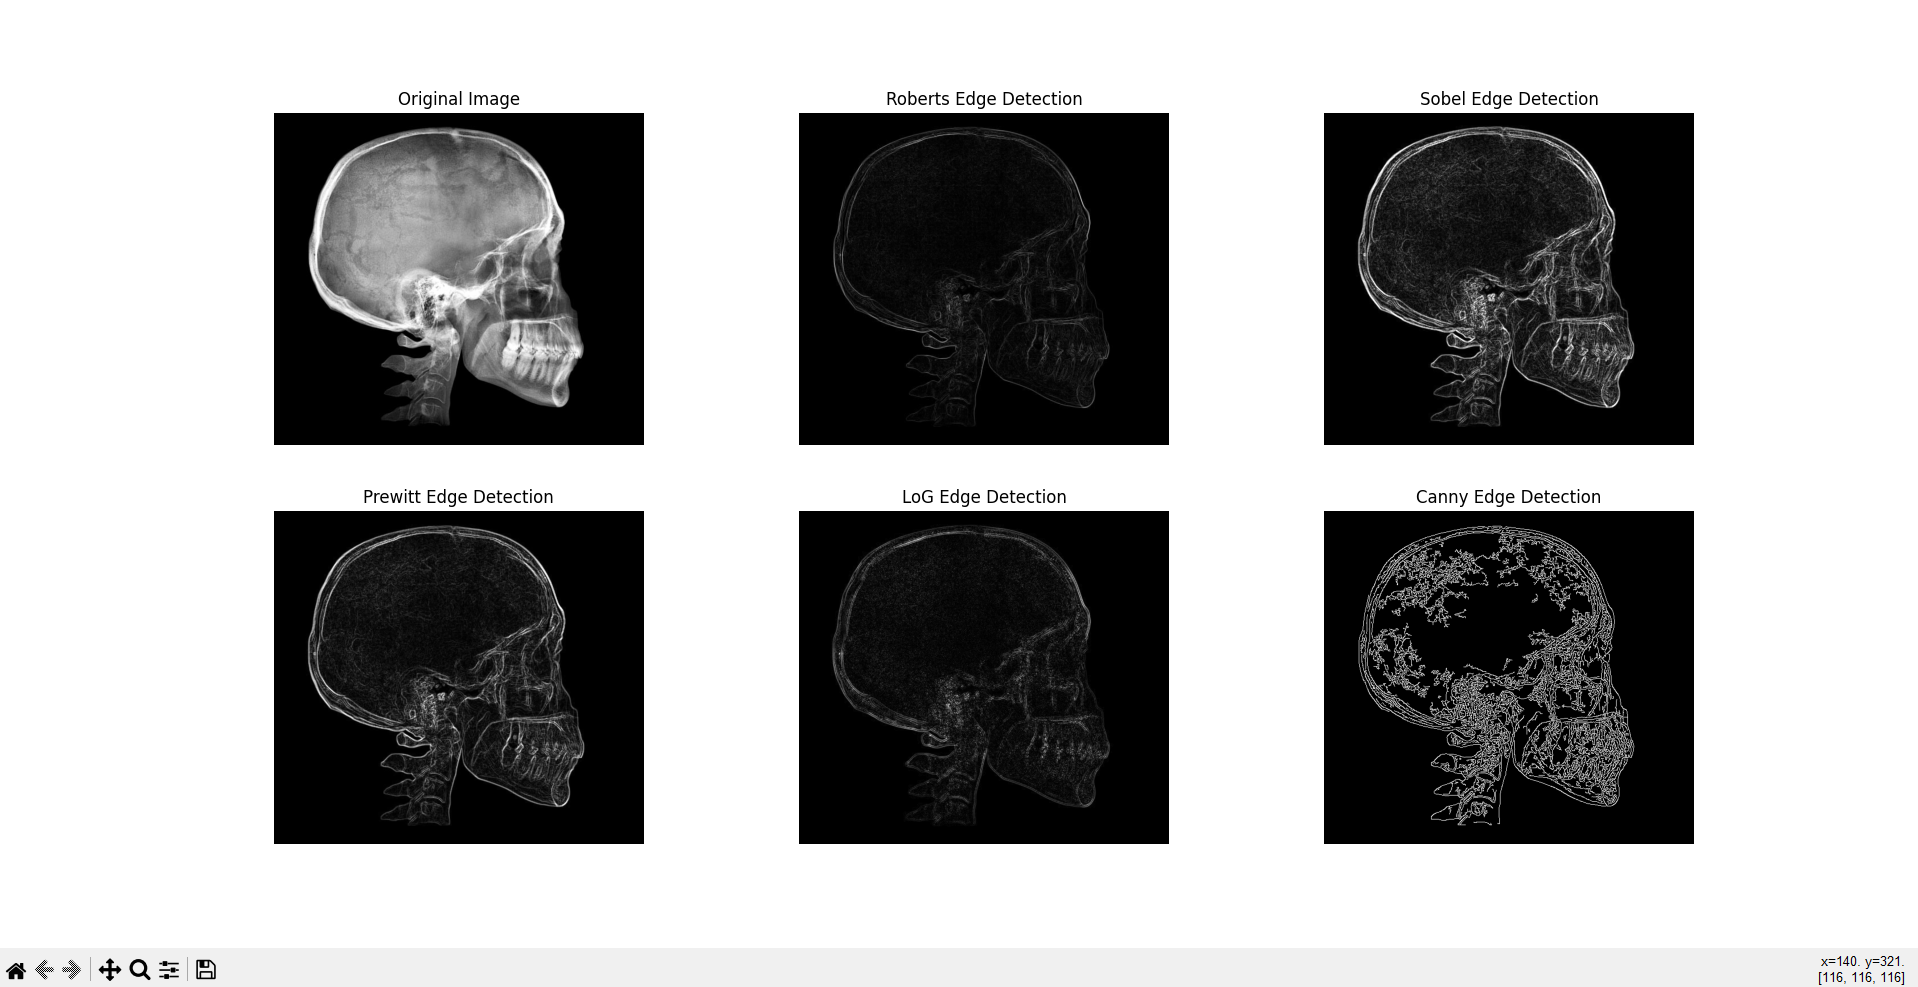 Original Image
Roberts Edge Detection
Sobel Edge Detection
Prewitt Edge Detection
LoG Edge Detection
Canny Edge Detection
x=140. y=321.
[116, 116, 116]